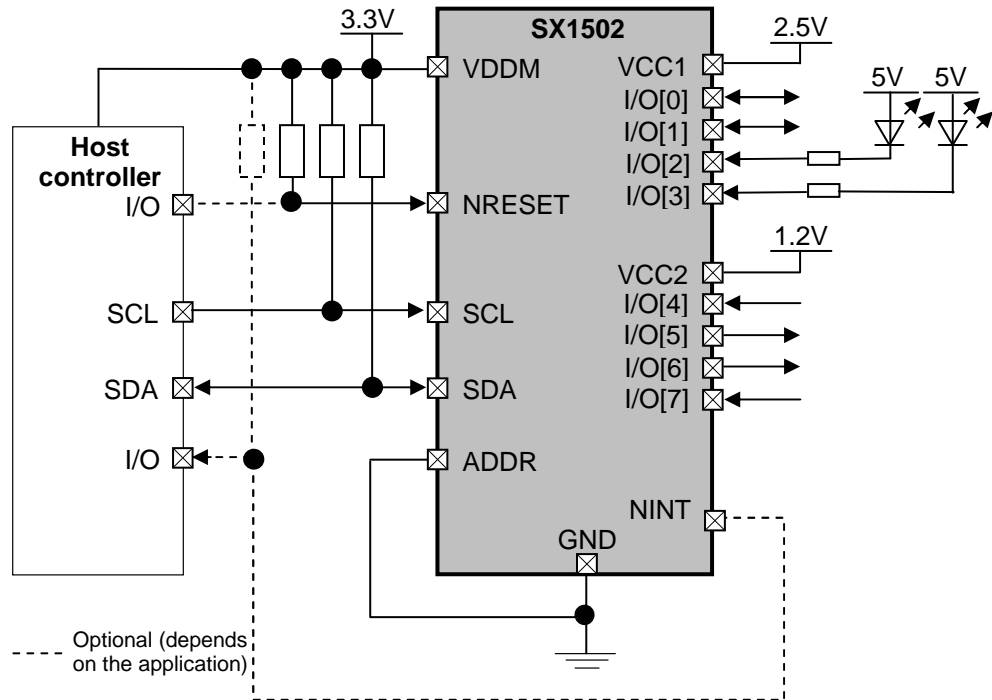 3.3V
SX1502
2.5V
5V
5V
VDDM
VCC1
I/O[0]
I/O[1]
I/O[2]
I/O[3]
Host
controller
I/O
NRESET
1.2V
VCC2
I/O[4]
SCL
SCL
I/O[5]
I/O[6]
SDA
SDA
I/O[7]
I/O
ADDR
NINT
GND
Optional (depends
on the application)